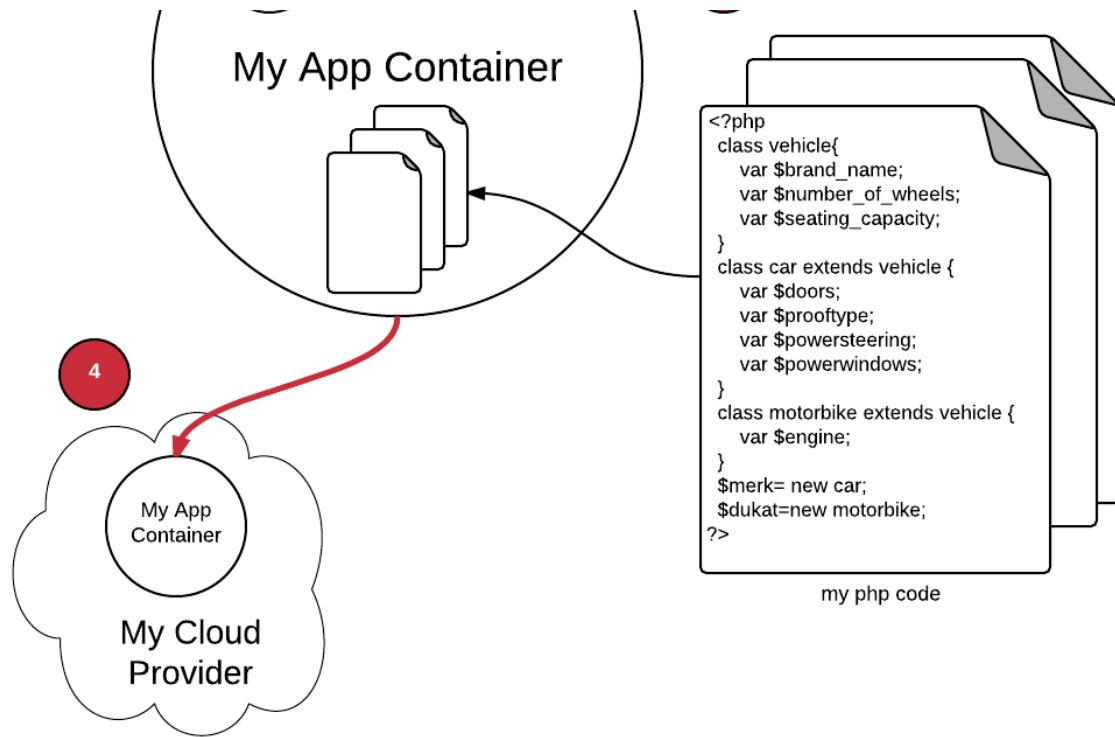 My App Container
<?php
class vehicle{
var $brand_name;
var $number_of_wheels;
var $seating_capacity;
}
class car extends vehicle {
var $doors;
var $prooftype;
var $powersteering;
var $powerwindows;
}
class motorbike extends vehicle {
var $engine;
}
$merk= new car;
$dukat=new motorbike;
?>
my php code
4
My App
Container
My Cloud
Provider